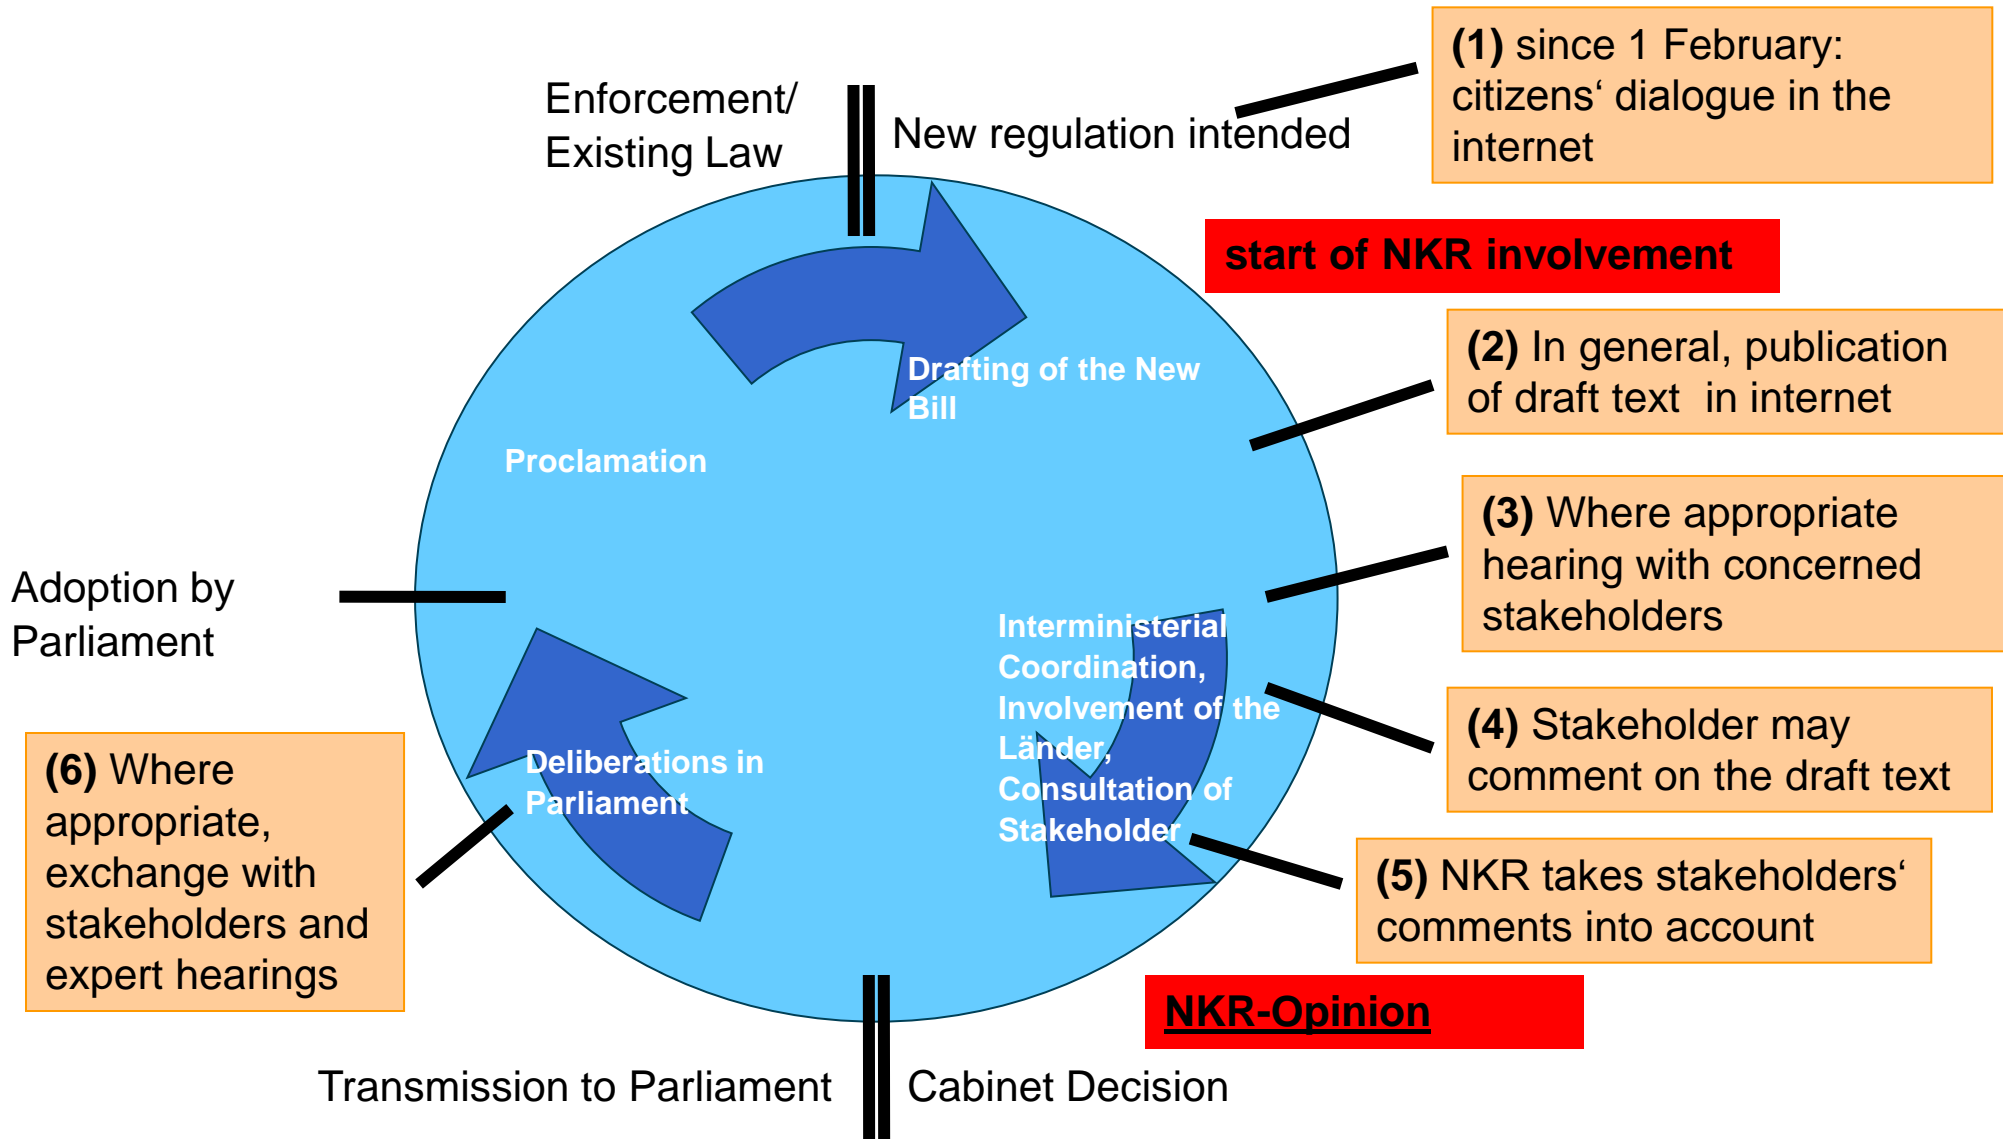 (1) since 1 February:
citizens‘ dialogue in the
internet
Enforcement/
Existing Law
New regulation intended
start of NKR involvement
(2) In general, publication
of draft text  in internet
Drafting of the New
Bill
Proclamation
(3) Where appropriate
hearing with concerned
stakeholders
Adoption by
Parliament
Interministerial
Coordination,
Involvement of the
Länder,
Consultation of
Stakeholder
(4) Stakeholder may
comment on the draft text
(6) Where
appropriate,
exchange with
stakeholders and
expert hearings
Deliberations in
Parliament
(5) NKR takes stakeholders‘
comments into account
NKR-Opinion
Transmission to Parliament
Cabinet Decision